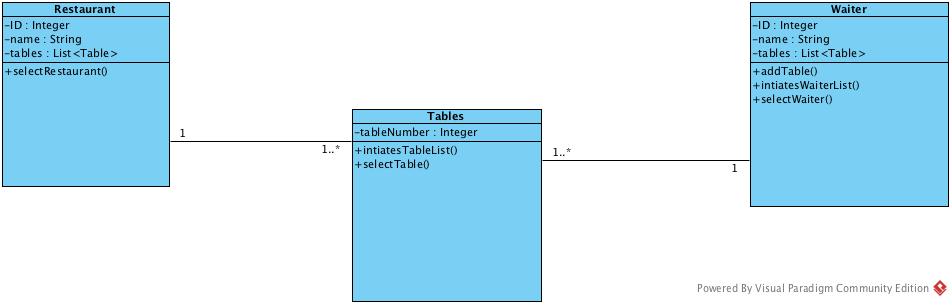 Restaurant
-ID : Integer
-name : String
-tables : List<Table>
+selectRestaurant()
1
1..*
Tables
-tableNumber : Integer
+intiatesTableList()
+selectTable()
1..*
1
Waiter
-ID : Integer
-name : String
-tables : List<Table>
+addTable()
+intiatesWaiterList()
+selectWaiter()
Powered By Visual Paradigm Community Edition